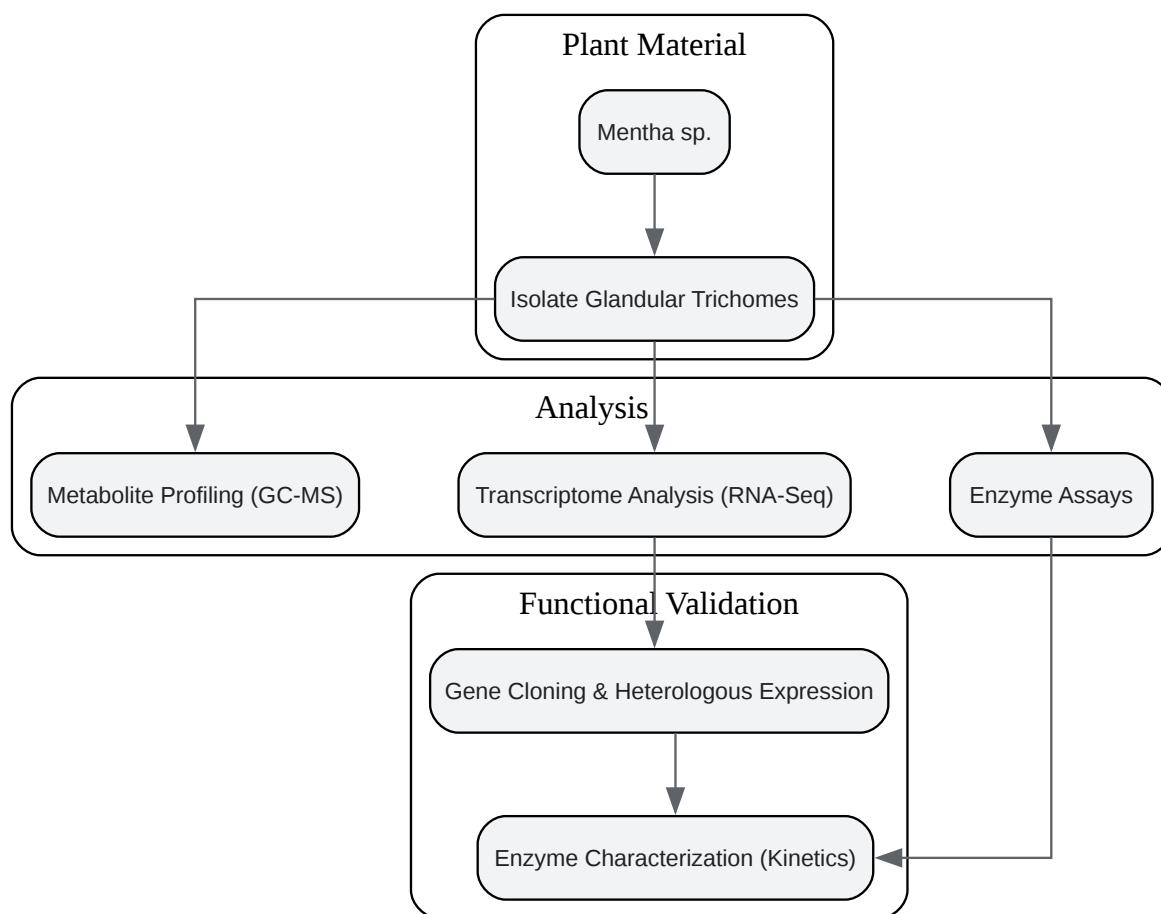 Plant Material
Mentha sp.
Isolate Glandular Trichomes
Analysis
Metabolite Profiling (GC-MS)
Transcriptome Analysis (RNA-Seq)
Enzyme Assays
Functional Validation
Gene Cloning & Heterologous Expression
Enzyme Characterization (Kinetics)